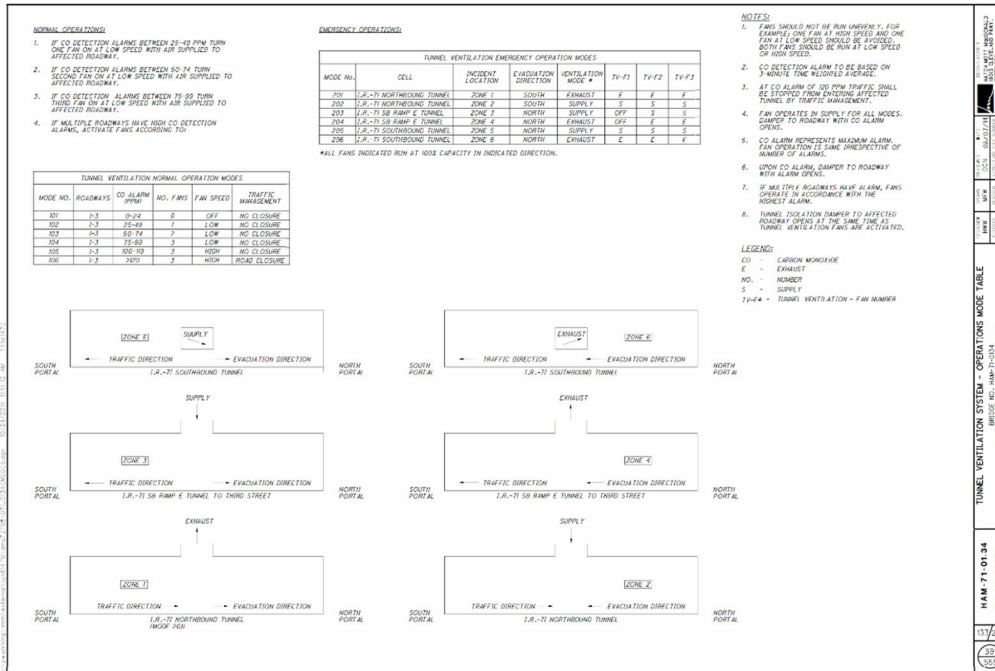 NORMAL OPERATIONS:
1. IF CO DETECTION ALARMS BETWEEN 25-49 PPM TURN
ONE FAN ON AT LOW SPEED WITH AIR SUPPLIED TO
AFFECTED ROADWAY.
2. IF CO DETECTION ALARMS BETWEEN 50-74 TURN
SECOND FAN ON AT LOW SPEED WITH AIR SUPPLIED TO
AFFECTED ROADWAY.
3. IF CO DETECTION ALARMS BETWEEN 75-99 TURN
THIRD FAN ON AT LOW SPEED WITH AIR SUPPLIED TO
AFFECTED ROADWAY.
4. IF MULTIPLE ROADWAYS HAVE HIGH CO DETECTION
ALARMS, ACTIVATE FANS ACCORDING TO:
TUNNEL VENTILATION NORMAL OPERATION MODES
MODE NO. ROADWAYS CO ALARM (PPM) NO. FANS FAN SPEED TRAFFIC MANAGEMENT
101 1-3 0-24 0 OFF NO CLOSURE
102 1-3 25-49 1 LOW NO CLOSURE
103 1-3 50-74 2 LOW NO CLOSURE
104 1-3 75-99 3 LOW NO CLOSURE
105 1-3 100-119 3 HIGH NO CLOSURE
106 1-3 >120 3 HIGH ROAD CLOSURE
EMERGENCY OPERATIONS:
TUNNEL VENTILATION EMERGENCY OPERATION MODES
MODE No. CELL INCIDENT LOCATION EVACUATION DIRECTION VENTILATION MODE # TV-F1 TV-F2 TV-F3
201 I.R.-71 NORTHBOUND TUNNEL ZONE 1 SOUTH EXHAUST E E E
202 I.R.-71 NORTHBOUND TUNNEL ZONE 2 SOUTH SUPPLY S S S
203 I.R.-71 SB RAMP E TUNNEL ZONE 3 NORTH SUPPLY OFF S S
204 I.R.-71 SB RAMP E TUNNEL ZONE 4 NORTH EXHAUST OFF E E
205 I.R.-71 SOUTHBOUND TUNNEL ZONE 5 NORTH SUPPLY S S S
206 I.R.-71 SOUTHBOUND TUNNEL ZONE 6 NORTH EXHAUST E E E
*ALL FANS INDICATED RUN AT 100% CAPACITY IN INDICATED DIRECTION.
NOTES:
1. FANS SHOULD NOT BE RUN UNEVENLY. FOR
EXAMPLE; ONE FAN AT HIGH SPEED AND ONE
FAN AT LOW SPEED SHOULD BE AVOIDED.
BOTH FANS SHOULD BE RUN AT LOW SPEED
OR HIGH SPEED.
2. CO DETECTION ALARM TO BE BASED ON
3-MINUTE TIME WEIGHTED AVERAGE.
3. AT CO ALARM OF 120 PPM TRAFFIC SHALL
BE STOPPED FROM ENTERING AFFECTED
TUNNEL BY TRAFFIC MANAGEMENT.
4. FAN OPERATES IN SUPPLY FOR ALL MODES.
DAMPER TO ROADWAY WITH CO ALARM
OPENS.
5. CO ALARM REPRESENTS MAXIMUM ALARM.
FAN OPERATION IS SAME IRRESPECTIVE OF
NUMBER OF ALARMS.
6. UPON CO ALARM, DAMPER TO ROADWAY
WITH ALARM OPENS.
7. IF MULTIPLE ROADWAYS HAVE ALARM, FANS
OPERATE IN ACCORDANCE WITH THE
HIGHEST ALARM.
8. TUNNEL ISOLATION DAMPER TO AFFECTED
ROADWAY OPENS AT THE SAME TIME AS
TUNNEL VENTILATION FANS ARE ACTIVATED.
LEGEND:
CO - CARBON MONOXIDE
E - EXHAUST
NO. - NUMBER
S - SUPPLY
TV-F# - TUNNEL VENTILATION - FAN NUMBER
ZONE 5
SUUPLY
TRAFFIC DIRECTION EVACUATION DIRECTION
SOUTH PORTAL
NORTH PORTAL
I.R.-71 SOUTHBOUND TUNNEL
EXHAUST
ZONE 6
TRAFFIC DIRECTION EVACUATION DIRECTION
NORTH PORTAL
I.R.-71 SOUTHBOUND TUNNEL
SUPPLY
ZONE 3
TRAFFIC DIRECTION EVACUATION DIRECTION
SOUTH PORTAL
NORTH PORTAL
I.R.-71 SB RAMP E TUNNEL TO THIRD STREET
EXHAUST
ZONE 4
TRAFFIC DIRECTION EVACUATION DIRECTION
SOUTH PORTAL
NORTH PORTAL
I.R.-71 SB RAMP E TUNNEL TO THIRD STREET
EXHAUST
ZONE 1
TRAFFIC DIRECTION EVACUATION DIRECTION
SOUTH PORTAL
NORTH PORTAL
I.R.-71 NORTHBOUND TUNNEL
(MODE 201)
SUPPLY
ZONE 2
TRAFFIC DIRECTION EVACUATION DIRECTION
SOUTH PORTAL
NORTH PORTAL
I.R.-71 NORTHBOUND TUNNEL
HATCH MOTT MACDONALD
DCN 06/07/11
MFW
HWW
TUNNEL VENTILATION SYSTEM - OPERATIONS MODE TABLE
BRIDGE NO. HAM-71-0134
HAM-71-01.34
133
39
555